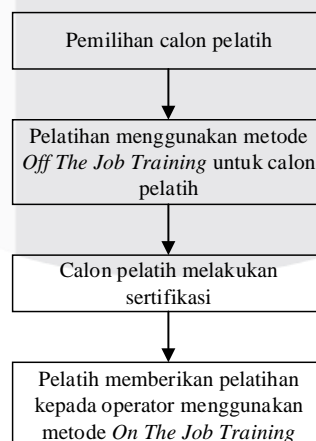 Pemilihan calon pelatih
Pelatihan menggunakan metode
Off The Job Training untuk calon
pelatih
Calon pelatih melakukan
sertifikasi
Pelatih memberikan pelatihan
kepada operator menggunakan
metode On The Job Training